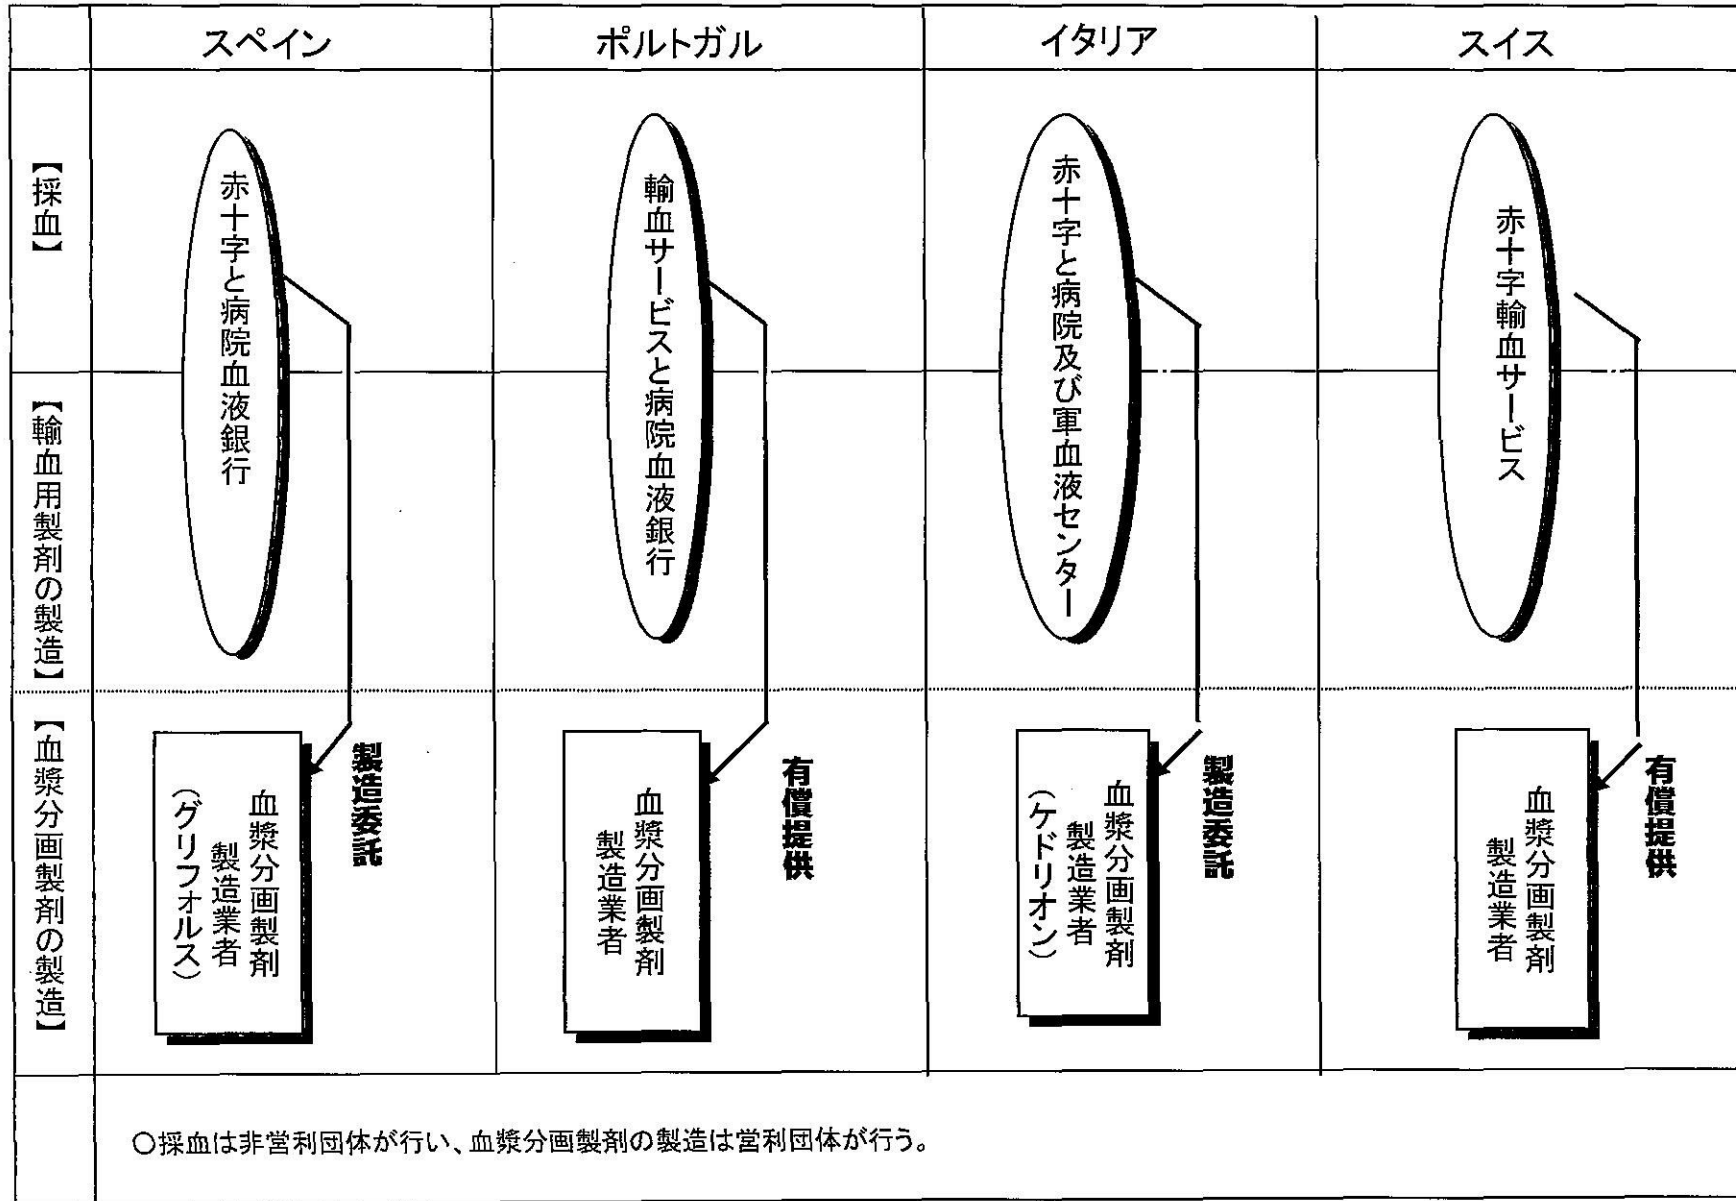 スペイン
ポルトガル
イタリア
スイス
【採血】
赤十字と病院血液銀行
輸血サービスと病院血液銀行
赤十字と病院及び軍血液センター
赤十字輸血サービス
【輸血用製剤の製造】
【血漿分画製剤の製造】
血漿分画製剤
製造業者
(グリフォルス)
製造委託
血漿分画製剤
製造業者
有償提供
血漿分画製剤
製造業者
(ケドリオン)
製造委託
血漿分画製剤
製造業者
有償提供
○採血は非営利団体が行い、血漿分画製剤の製造は営利団体が行う。